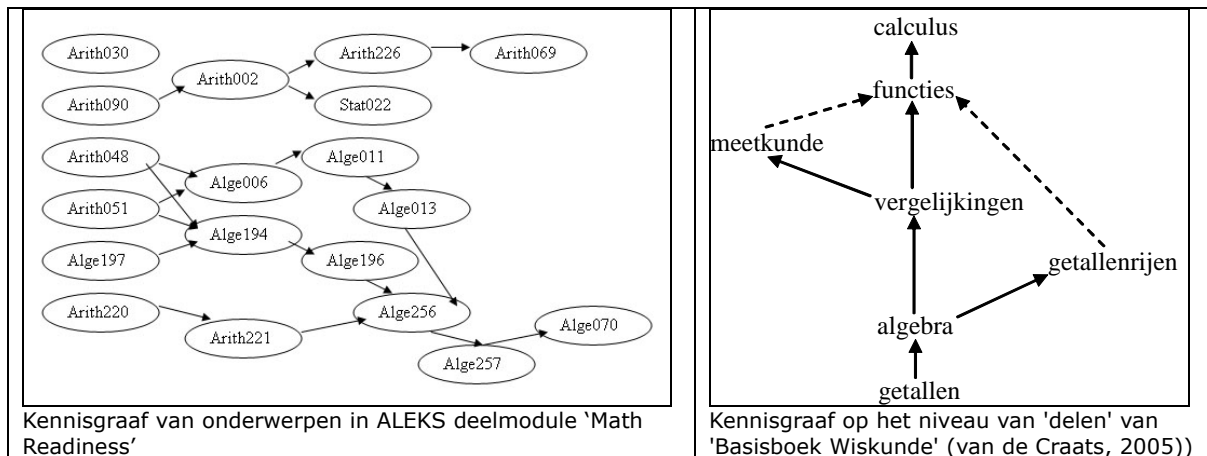 Arith030
Arith090
Arith002
Arith226
Arith069
Stat022
Arith048
Arith051
Alge197
Arith220
Alge006
Alge194
Arith221
Alge011
Alge013
Alge196
Alge256
Alge257
Alge070
Kennisgraaf van onderwerpen in ALEKS deelmodule ‘Math
Readiness’
calculus
functies
meetkunde
vergelijkingen
getallenrijen
algebra
getallen
Kennisgraaf op het niveau van 'delen' van
'Basisboek Wiskunde' (van de Craats, 2005))